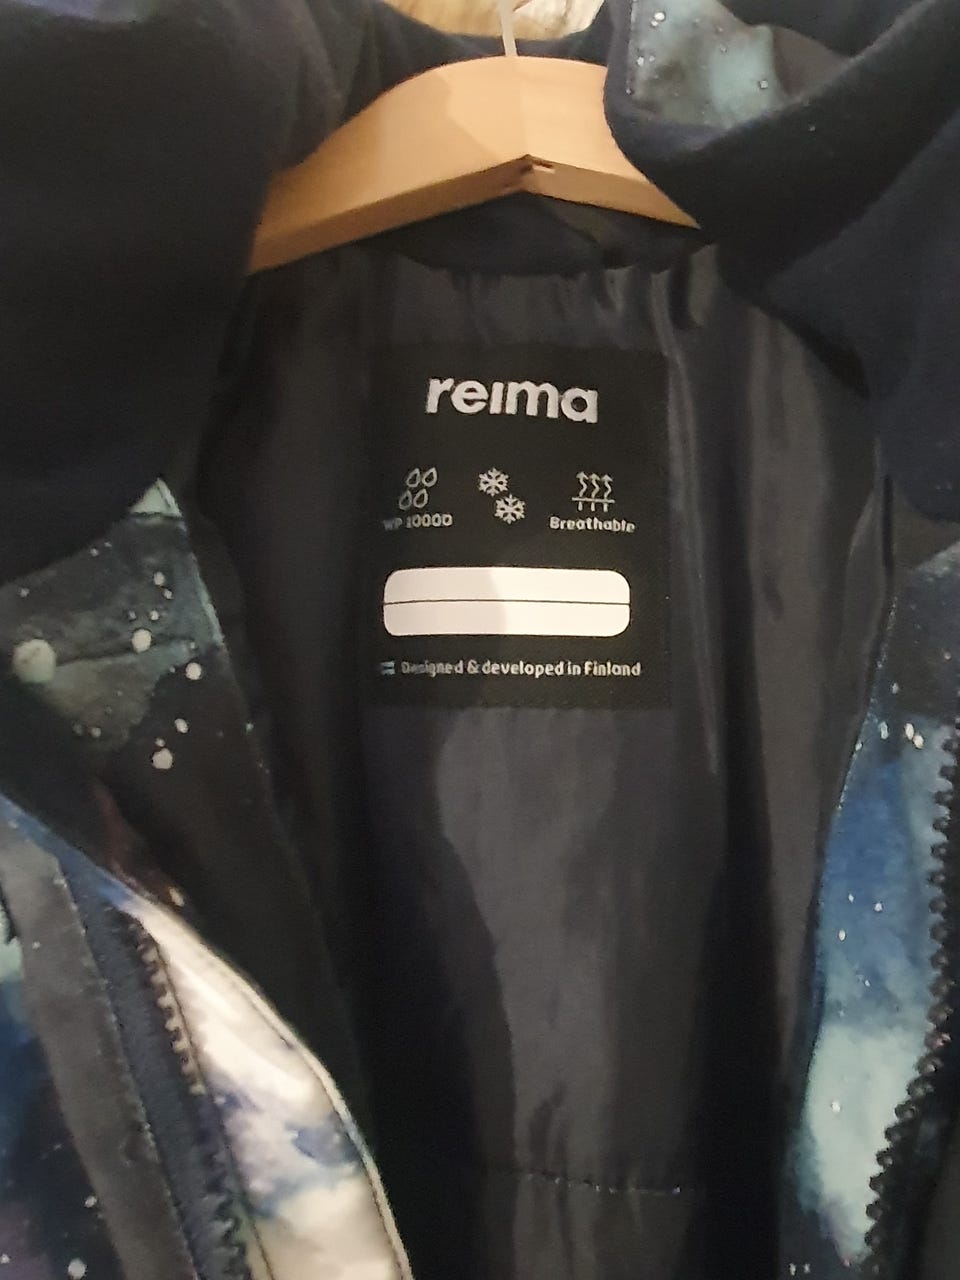 reima
WP 10000
Breathable
Designed & developed in Finland